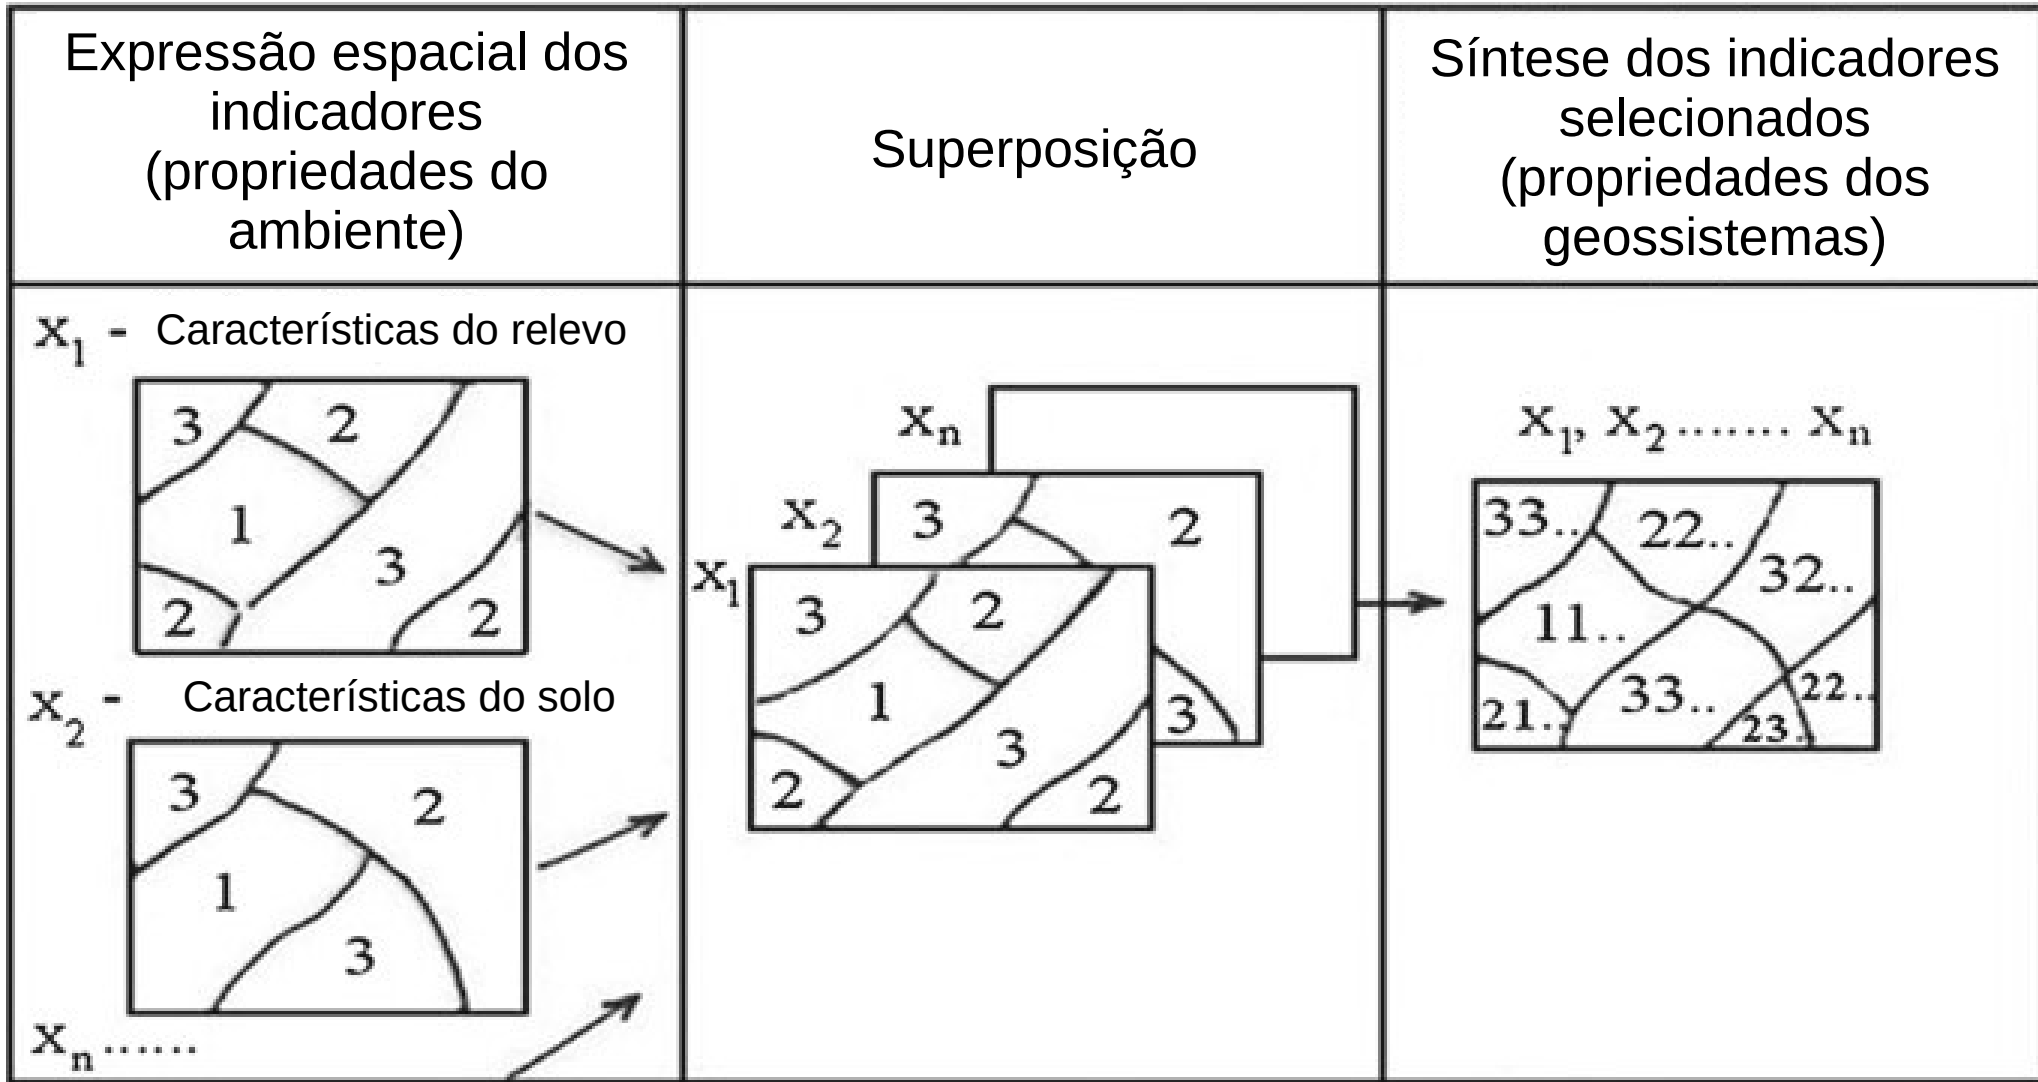 Expressão espacial dos
indicadores
(propriedades do
ambiente)
Superposição
Síntese dos indicadores
selecionados
(propriedades dos
geossistemas)
x1 - Características do relevo
3
2
1
3
2
2
x2 - Características do solo
3
2
1
3
xn ......
xn
x2
3
2
3
x1
3
2
1
3
2
2
x1, x2 ....... xn
33..
22..
32..
11..
33..
22..
21..
23.